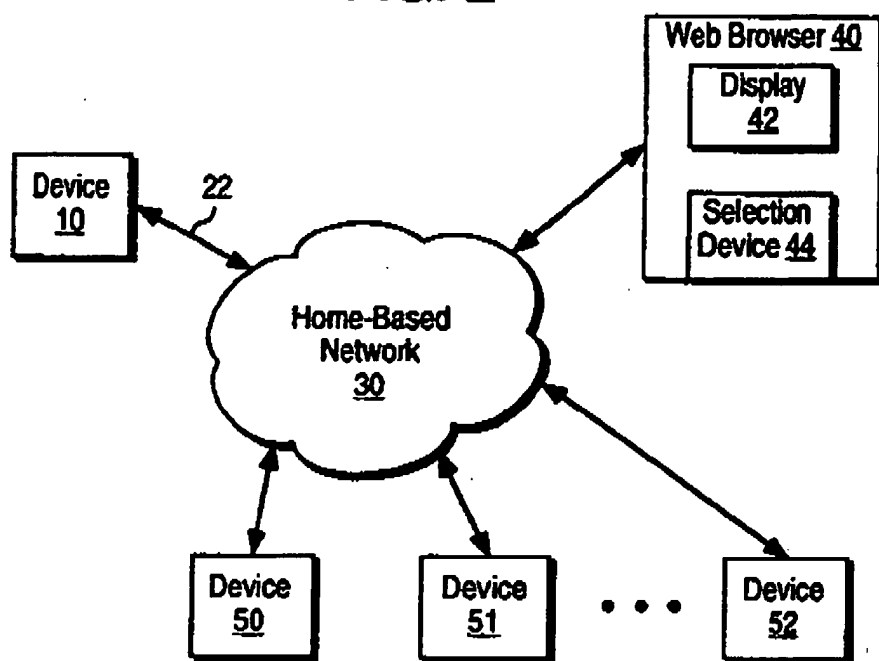 Web Browser 40
Display
42
Selection
Device 44
Device
10
22
Home-Based
Network
30
Device
50
Device
51
Device
52